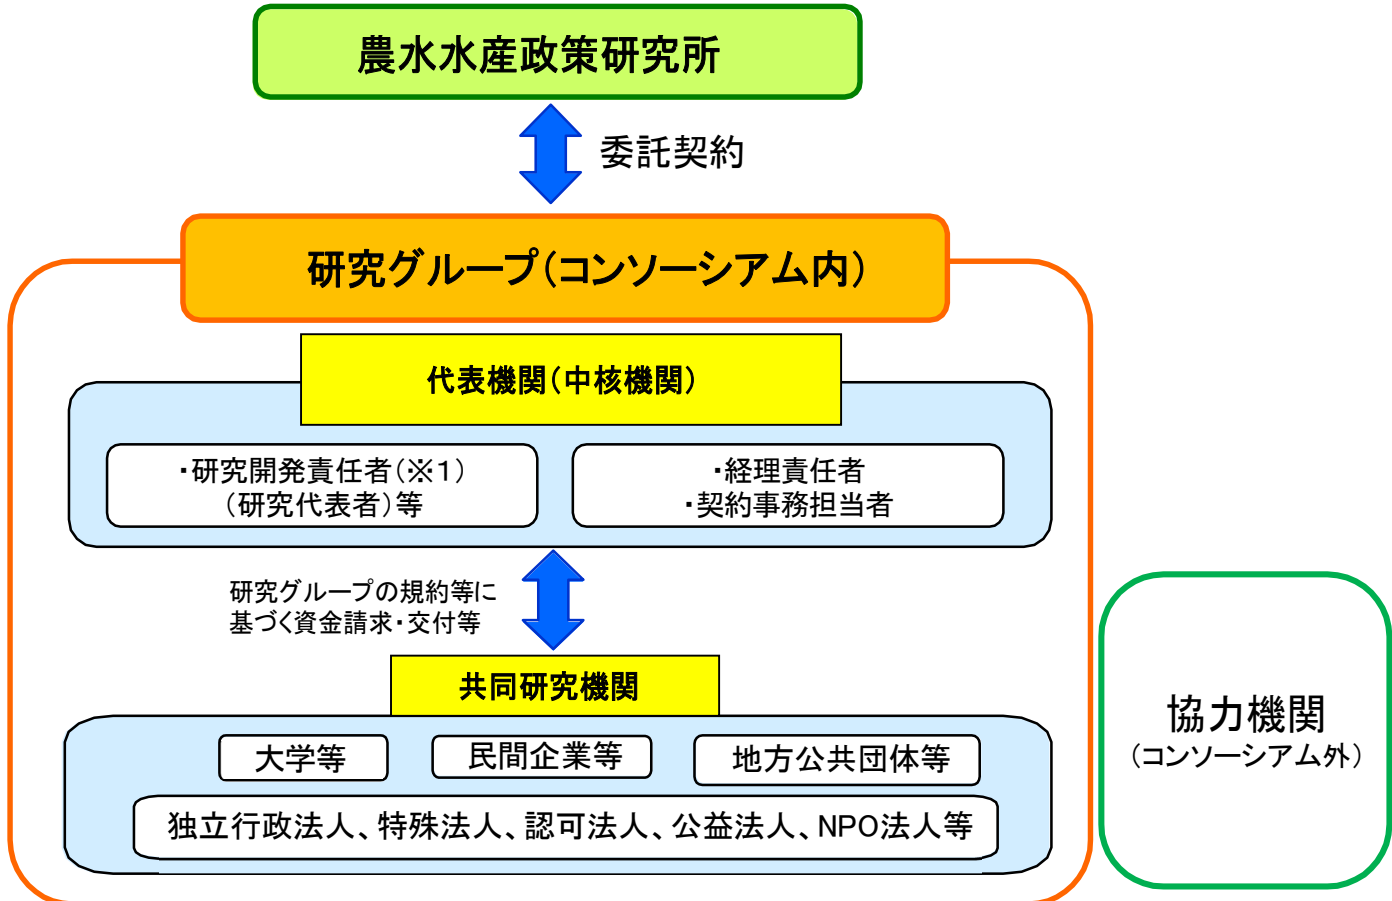 農水水産政策研究所
委託契約
研究グループ(コンソーシアム内)
代表機関(中核機関)
・研究開発責任者(※1)
(研究代表者)等
・経理責任者
・契約事務担当者
研究グループの規約等に
基づく資金請求・交付等
共同研究機関
大学等
民間企業等
地方公共団体等
独立行政法人、特殊法人、認可法人、公益法人、NPO法人等
協力機関
(コンソーシアム外)